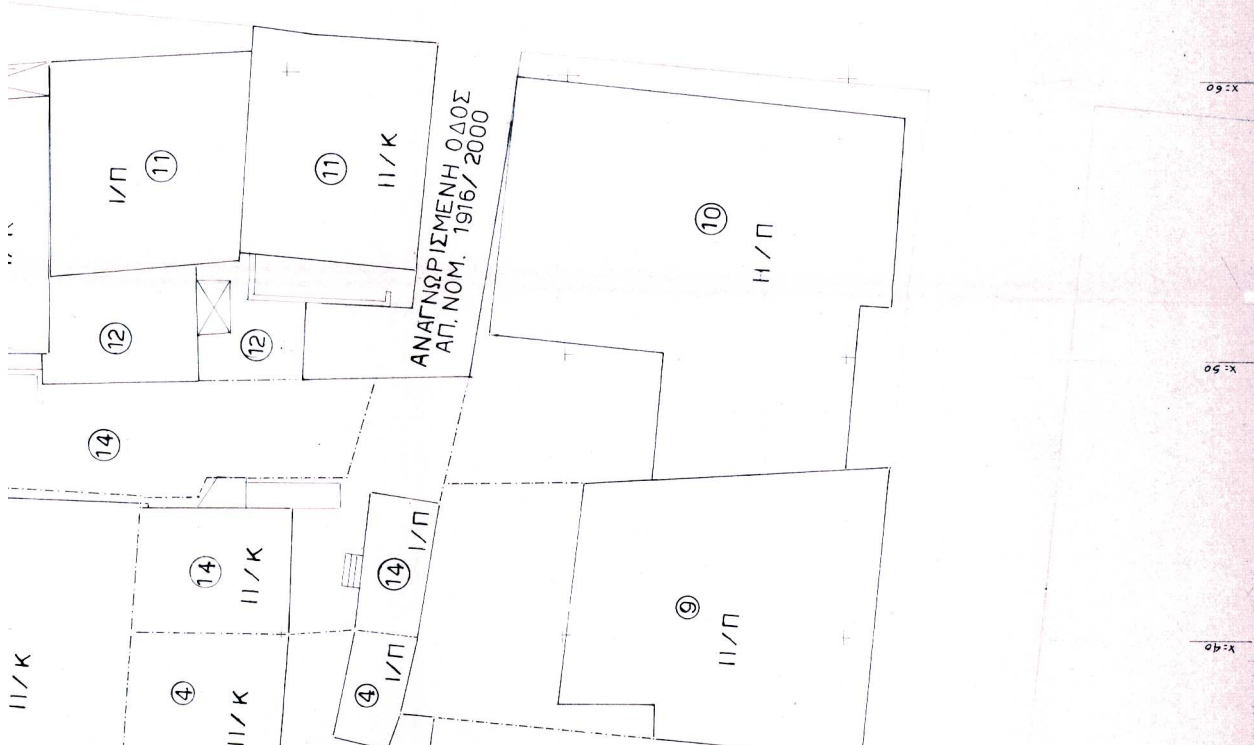 Ι/Π
11
11
ΙΙ/Κ
ΑΝΑΓΝΩΡΙΣΜΕΝΗ ΟΔΟΣ
ΑΠ. ΝΟΜ. 1916/2000
10
Η/Π
12
12
14
14
ΙΙ/Κ
14
Ι/Π
9
ΙΙ/Π
4
ΙΙ/Κ
4
Ι/Π
ΙΙ/Κ
x=60
x=50
x=40